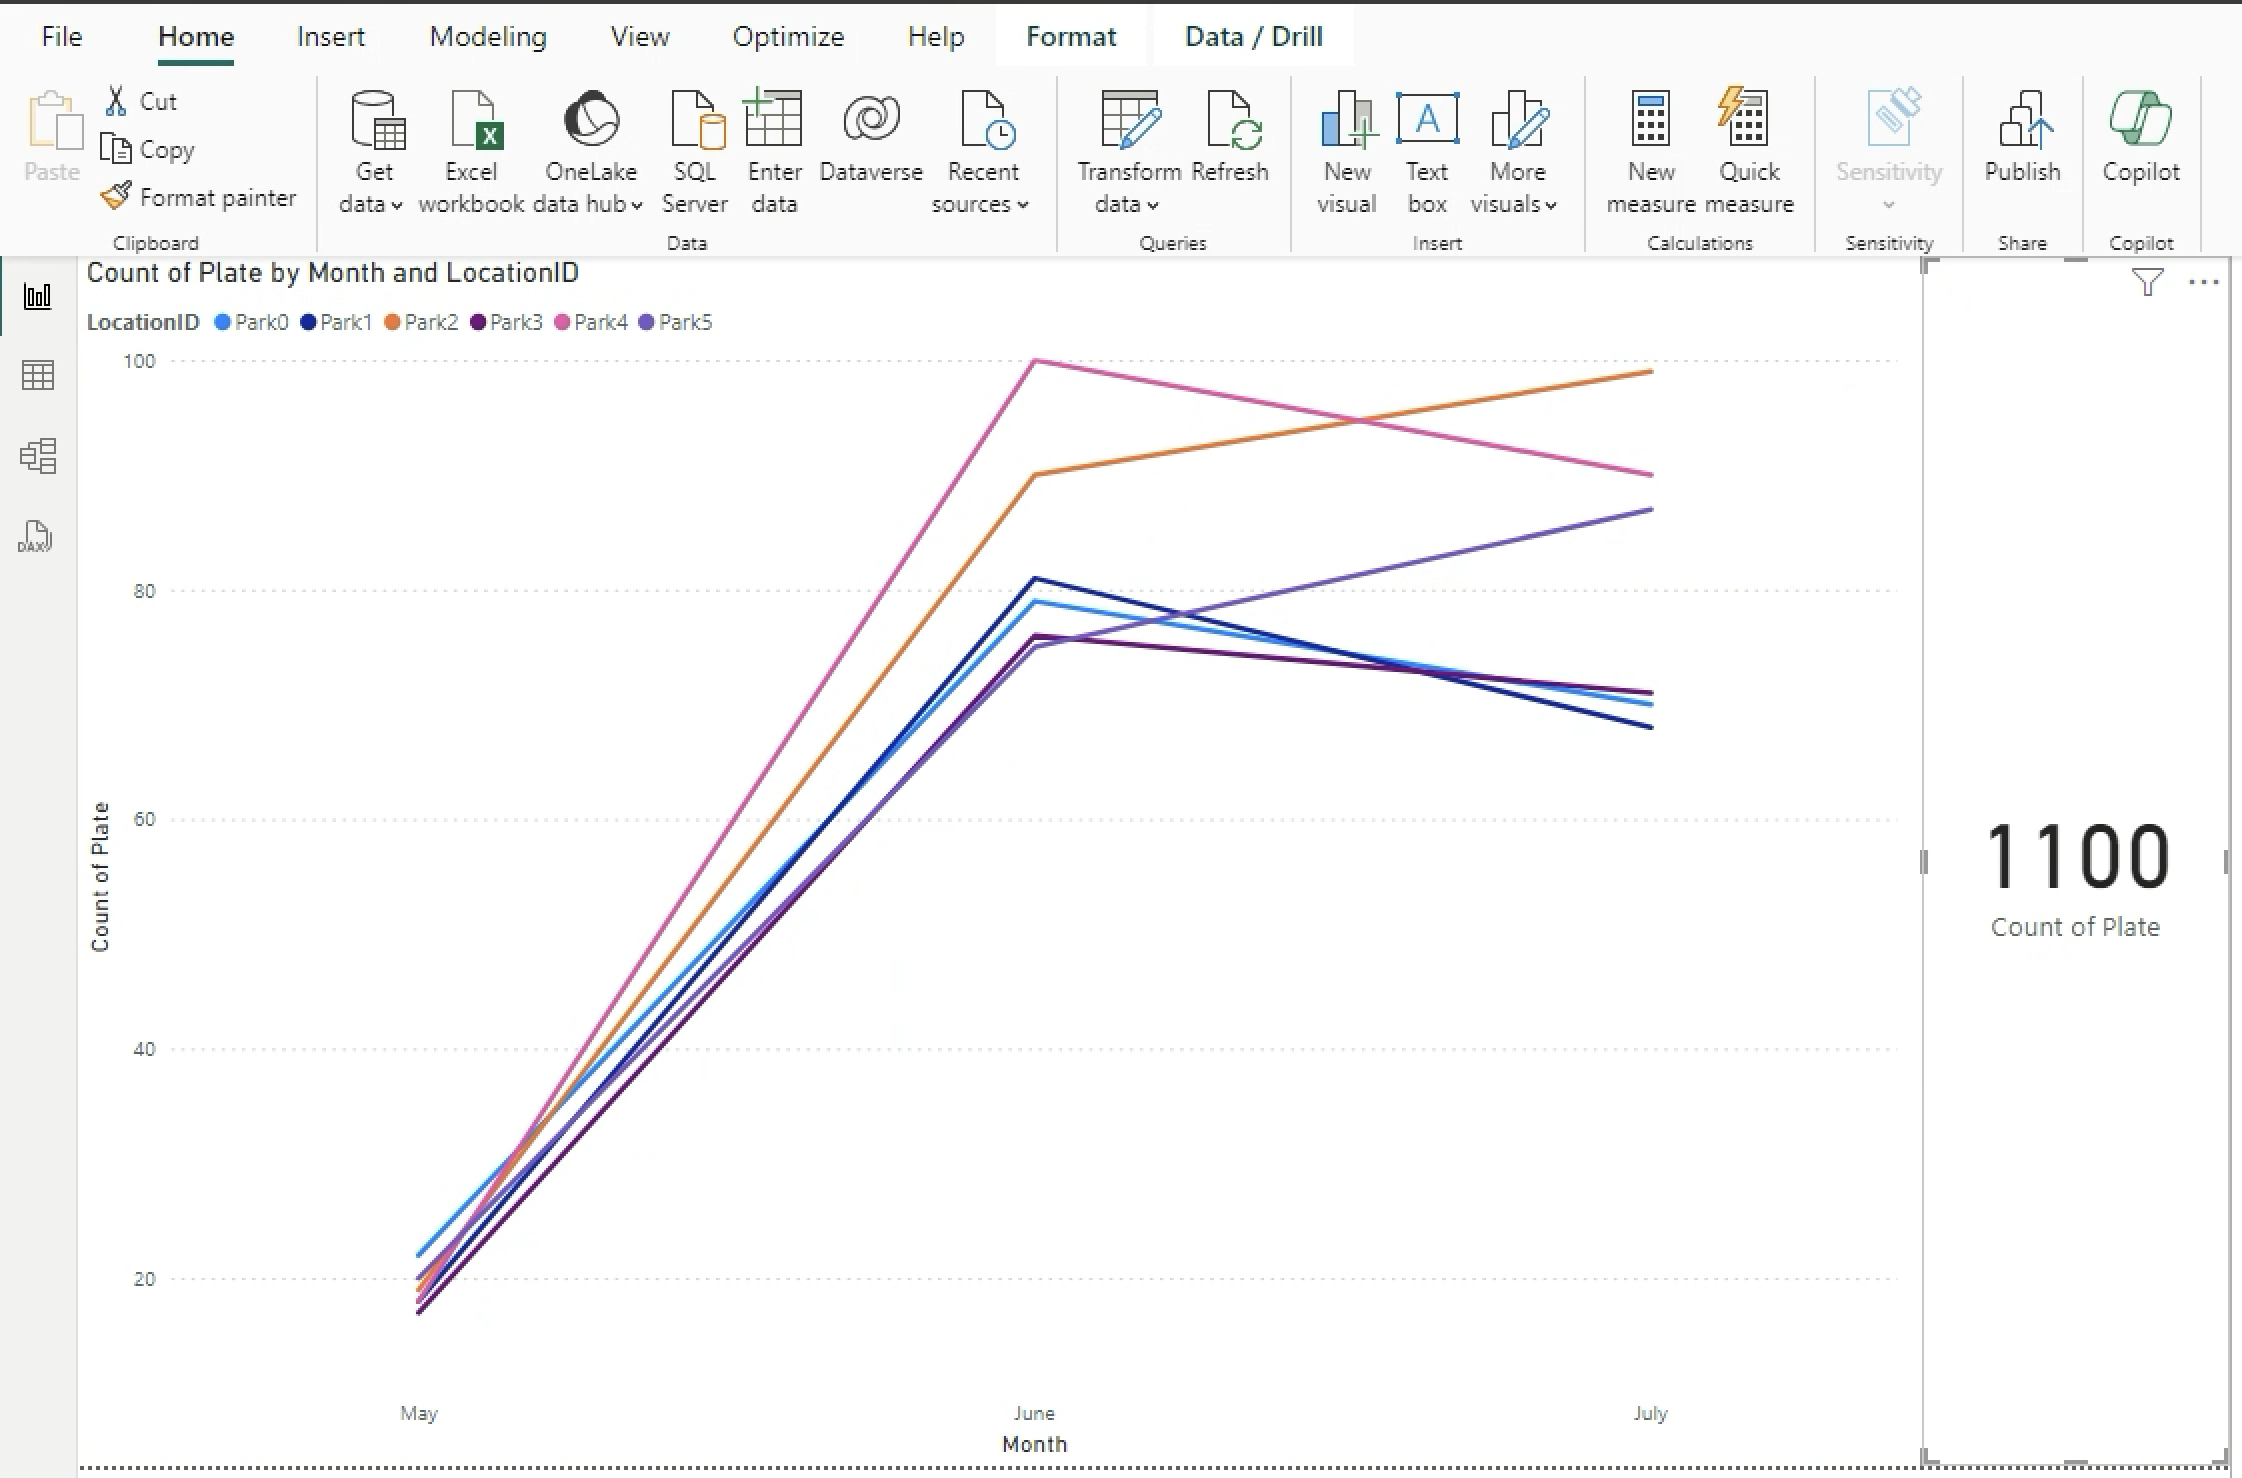 File Home Insert Modeling View Optimize Help Format Data / Drill
Paste
Cut
Copy
Format painter
Clipboard
Get data
Excel workbook
OneLake data hub
SQL Server
Enter data
Dataverse
Recent sources
Data
Transform data
Refresh
Queries
New visual
Text box
More visuals
Insert
New measure
Quick measure
Calculations
Sensitivity
Sensitivity
Publish
Share
Copilot
Copilot
X
A
DAX
Count of Plate by Month and LocationID
LocationID Park0 Park1 Park2 Park3 Park4 Park5
100
80
60
40
20
Count of Plate
May June July
Month
1100
Count of Plate